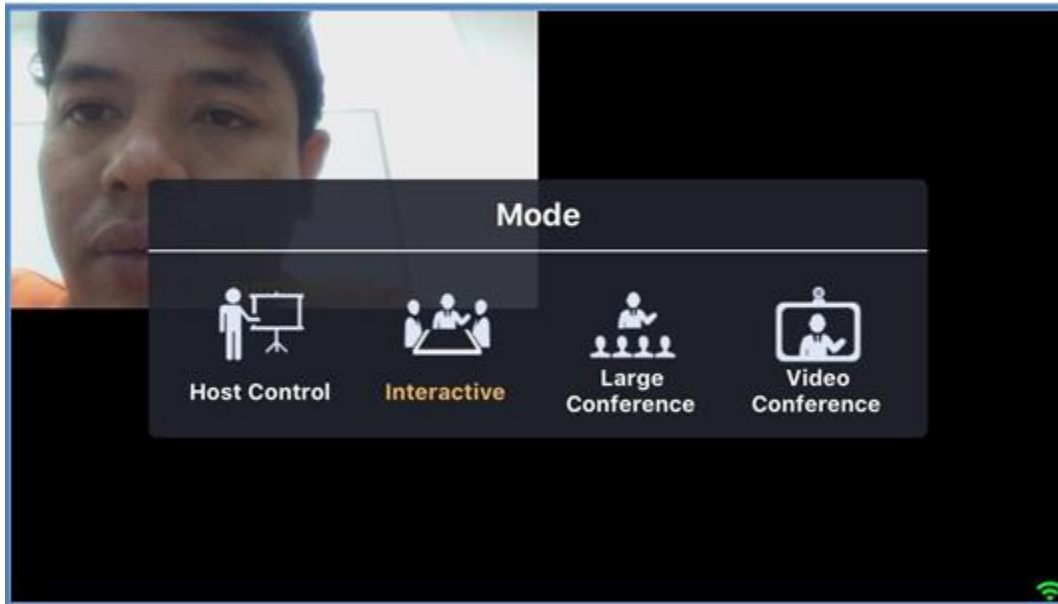 Mode
Host Control
Interactive
Large
Conference
Video
Conference